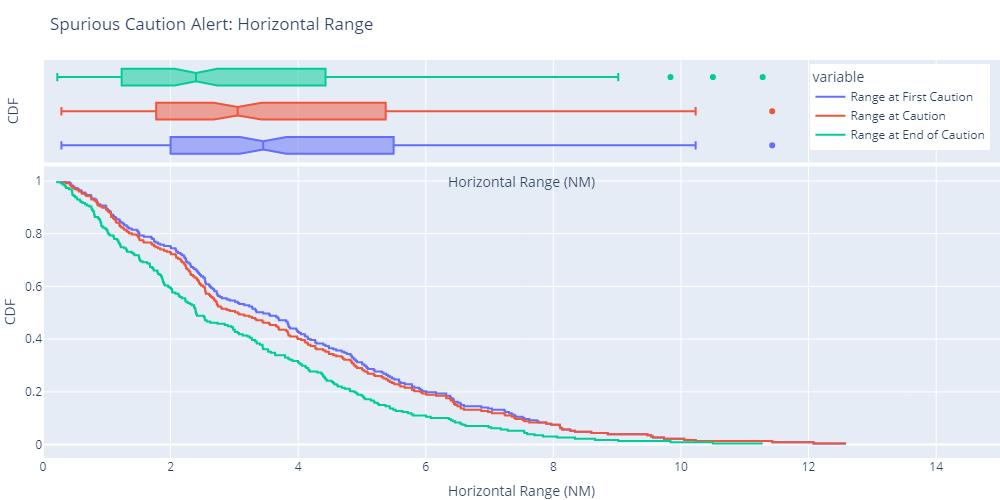 Spurious Caution Alert: Horizontal Range
CDF
variable
Range at First Caution
Range at Caution
Range at End of Caution
Horizontal Range (NM)
CDF
1
0.8
0.6
0.4
0.2
0
0 2 4 6 8 10 12 14
Horizontal Range (NM)